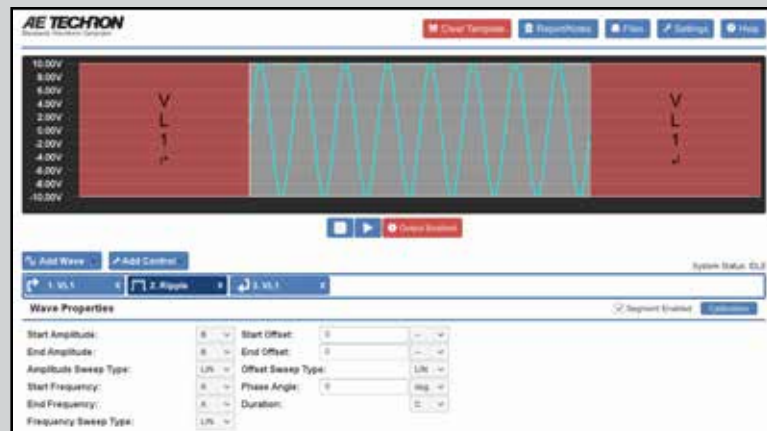 AE TECHRON
Clear Template Report/Notes Files Settings Help
10.00V
8.00V
6.00V
4.00V
2.00V
0.00V
-2.00V
-4.00V
-6.00V
-8.00V
-10.00V
V
L
1
V
L
1
Output Enabled
Add Wave Add Control
System Status: IDLE
1. VL1 x 2. Ripple x 3. VL1 x
Wave Properties
Segment Enabled
Start Amplitude: B Start Offset: 0 --
End Amplitude: B End Offset: 0 --
Amplitude Sweep Type: LIN Offset Sweep Type: LIN
Start Frequency: A Phase Angle: 0 deg
End Frequency: A Duration: C
Frequency Sweep Type: LIN